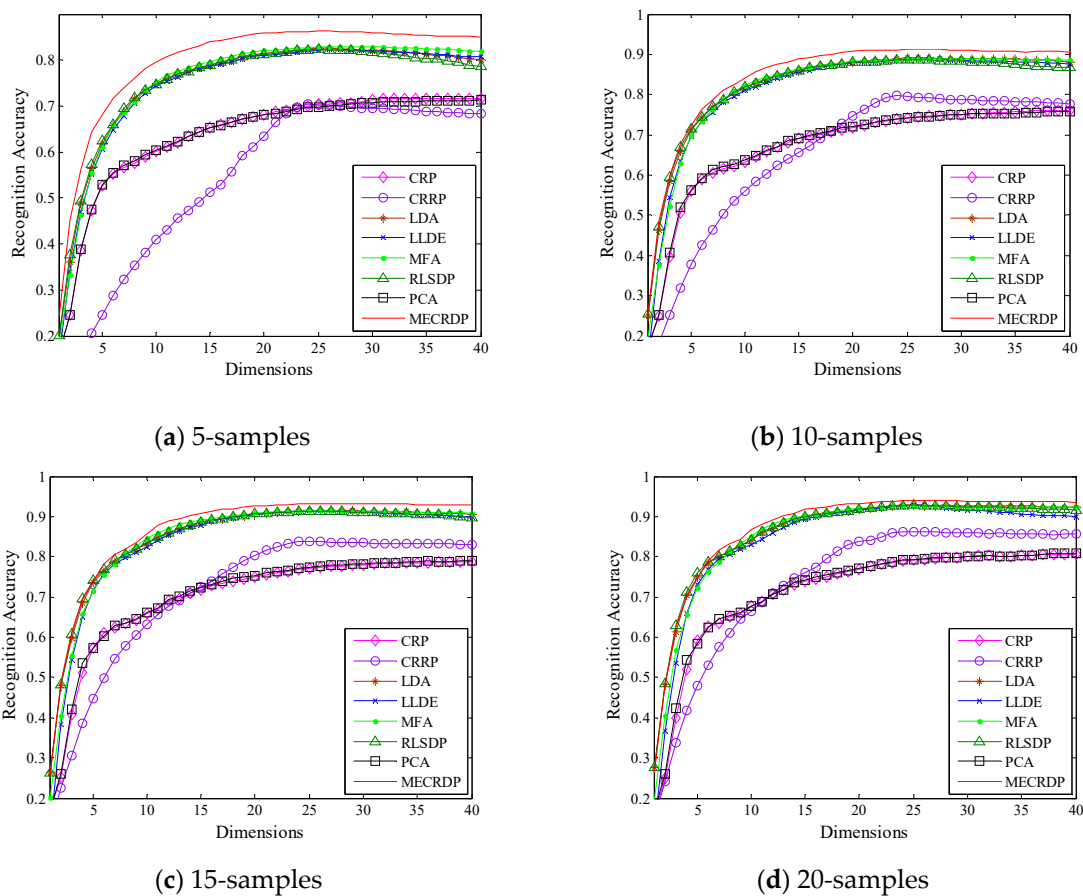 0.8
0.7
0.6
0.5
0.4
0.3
0.2
Recognition Accuracy
5 10 15 20 25 30 35 40
Dimensions
CRP
CRRP
LDA
LLDE
MFA
RLSDP
PCA
MECRDP
(a) 5-samples
1
0.9
0.8
0.7
0.6
0.5
0.4
0.3
0.2
Recognition Accuracy
5 10 15 20 25 30 35 40
Dimensions
CRP
CRRP
LDA
LLDE
MFA
RLSDP
PCA
MECRDP
(b) 10-samples
1
0.9
0.8
0.7
0.6
0.5
0.4
0.3
0.2
Recognition Accuracy
5 10 15 20 25 30 35 40
Dimensions
CRP
CRRP
LDA
LLDE
MFA
RLSDP
PCA
MECRDP
(c) 15-samples
1
0.9
0.8
0.7
0.6
0.5
0.4
0.3
0.2
Recognition Accuracy
5 10 15 20 25 30 35 40
Dimensions
CRP
CRRP
LDA
LLDE
MFA
RLSDP
PCA
MECRDP
(d) 20-samples